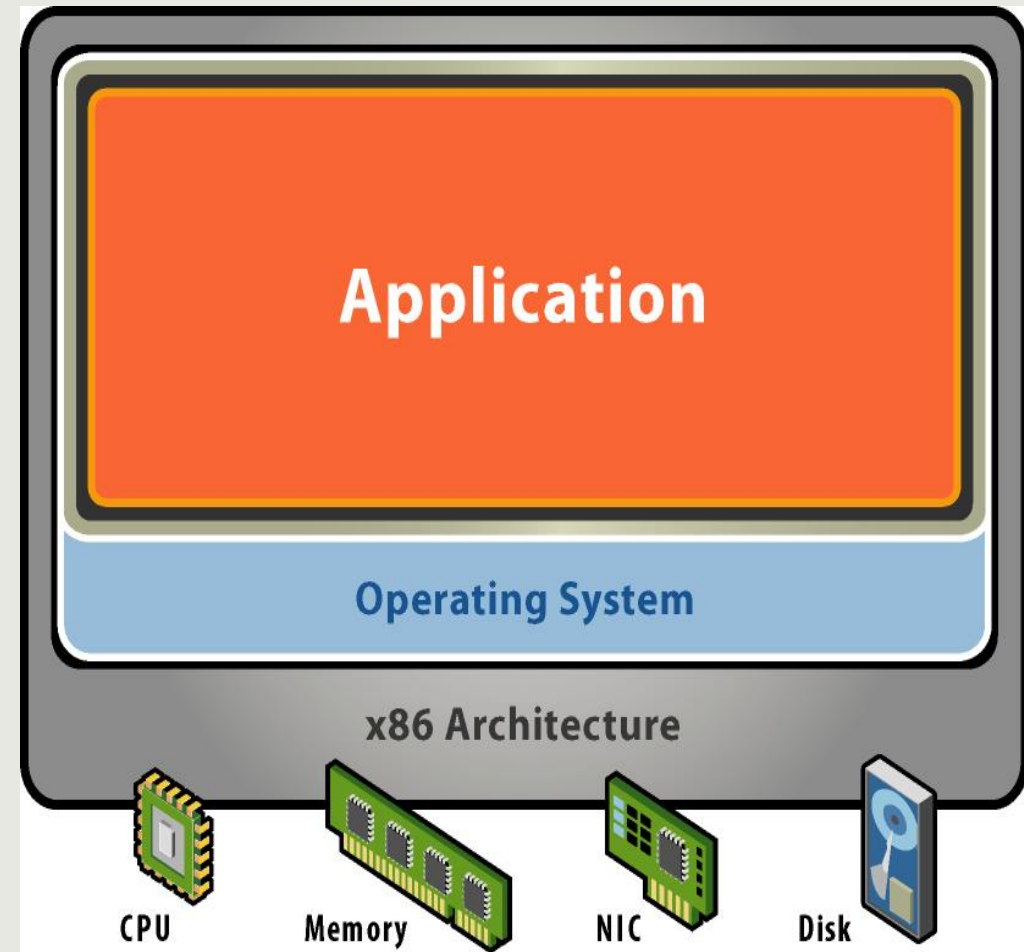 Application
Operating System
x86 Architecture
CPU Memory NIC Disk